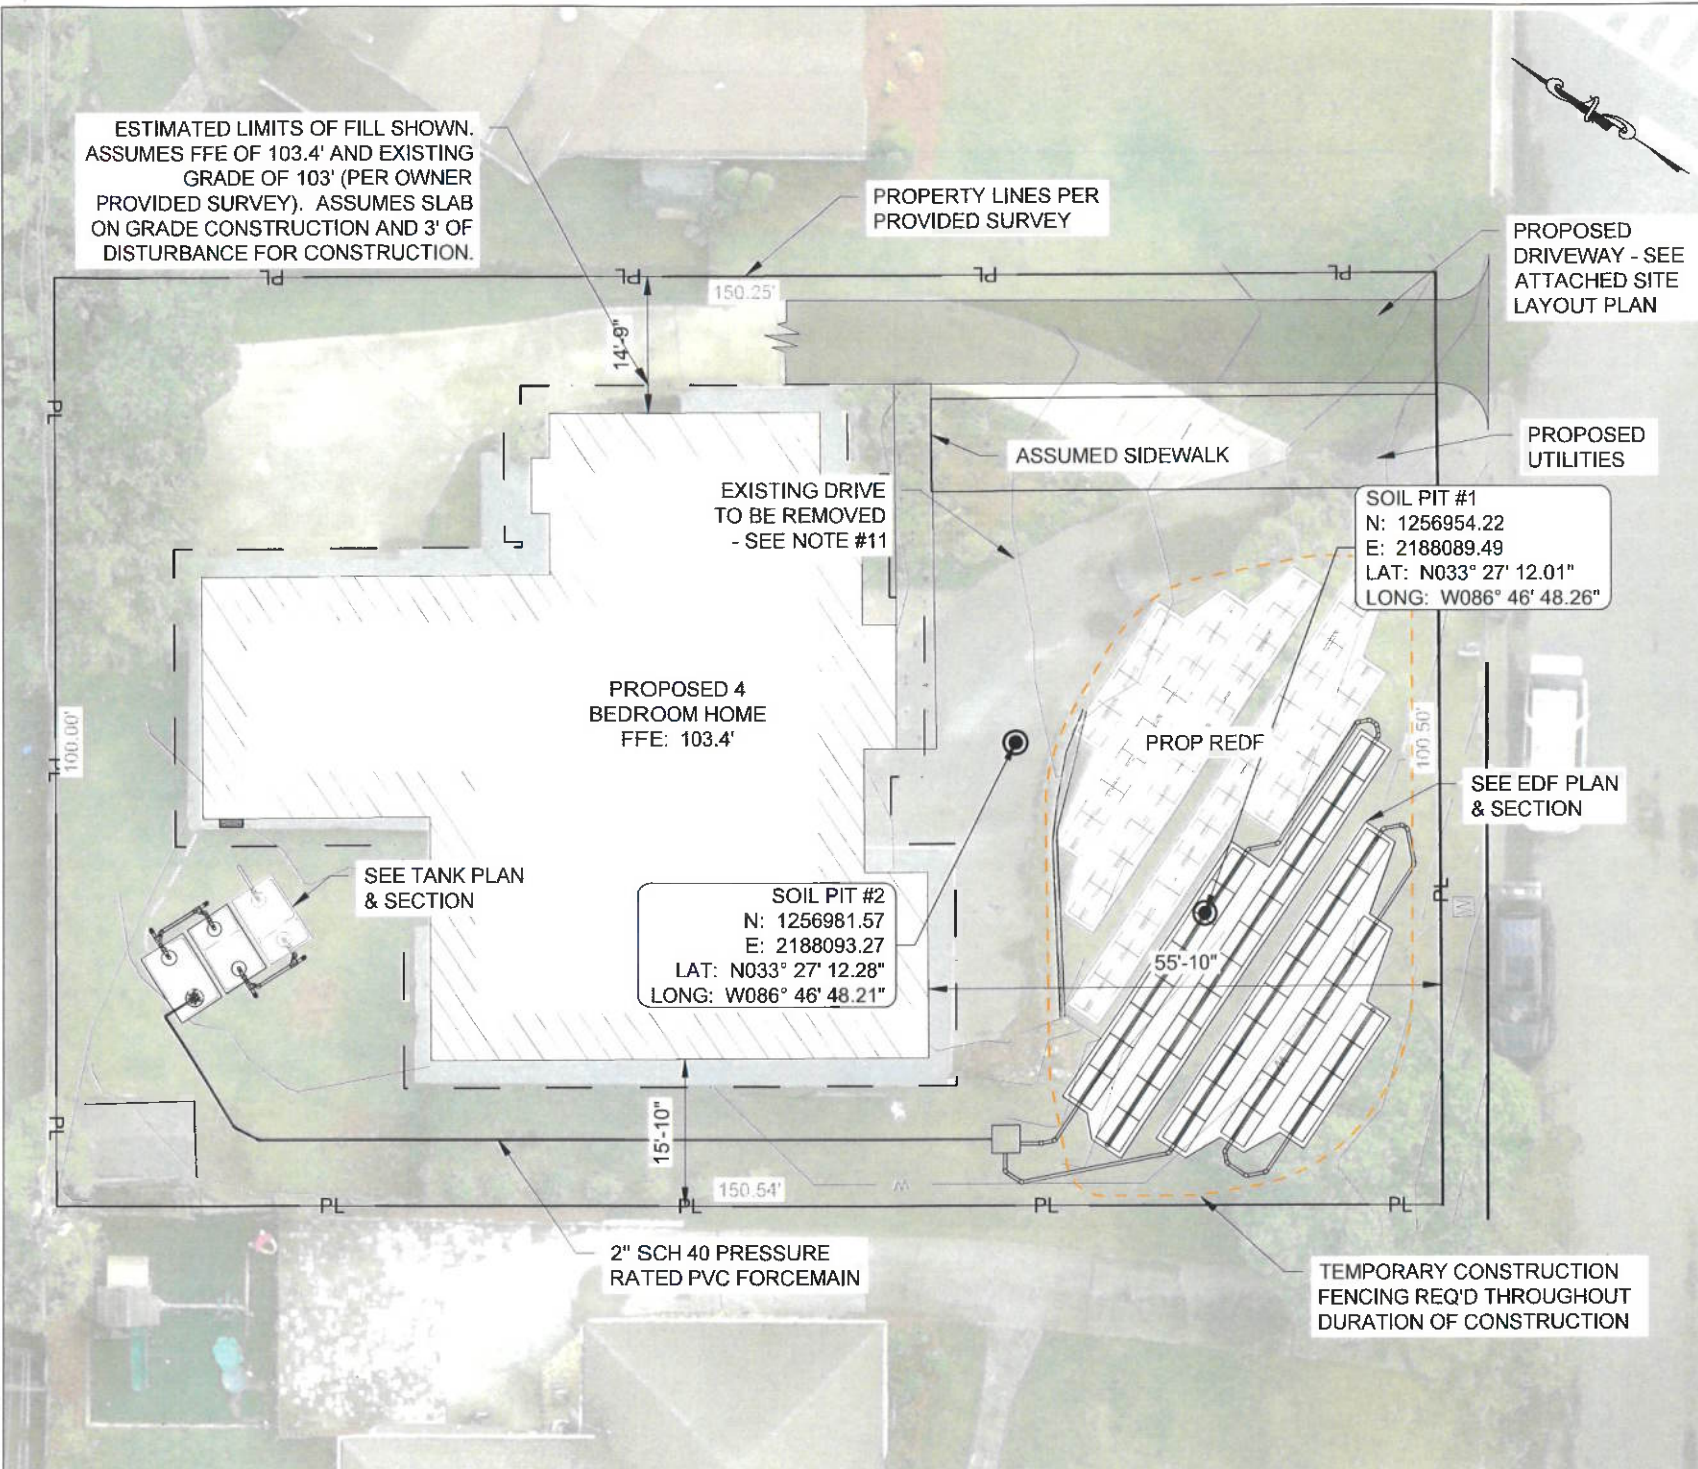 ESTIMATED LIMITS OF FILL SHOWN.
ASSUMES FFE OF 103.4' AND EXISTING
GRADE OF 103' (PER OWNER
PROVIDED SURVEY). ASSUMES SLAB
ON GRADE CONSTRUCTION AND 3' OF
DISTURBANCE FOR CONSTRUCTION.
PROPERTY LINES PER
PROVIDED SURVEY
PROPOSED
DRIVEWAY - SEE
ATTACHED SITE
LAYOUT PLAN
PL
PL
PL
PL
150.25'
14'-9"
PL
ASSUMED SIDEWALK
PROPOSED
UTILITIES
EXISTING DRIVE
TO BE REMOVED
- SEE NOTE #11
SOIL PIT #1
N: 1256954.22
E: 2188089.49
LAT: N033° 27' 12.01"
LONG: W086° 46' 48.26"
PROPOSED 4
BEDROOM HOME
FFE: 103.4'
PROP REDF
100.00'
PL
100.50'
SEE EDF PLAN
& SECTION
SEE TANK PLAN
& SECTION
SOIL PIT #2
N: 1256981.57
E: 2188093.27
LAT: N033° 27' 12.28"
LONG: W086° 46' 48.21"
PL
W
55'-10"
15'-10"
PL
150.54'
W
PL
PL
PL
PL
2" SCH 40 PRESSURE
RATED PVC FORCEMAIN
TEMPORARY CONSTRUCTION
FENCING REQ'D THROUGHOUT
DURATION OF CONSTRUCTION